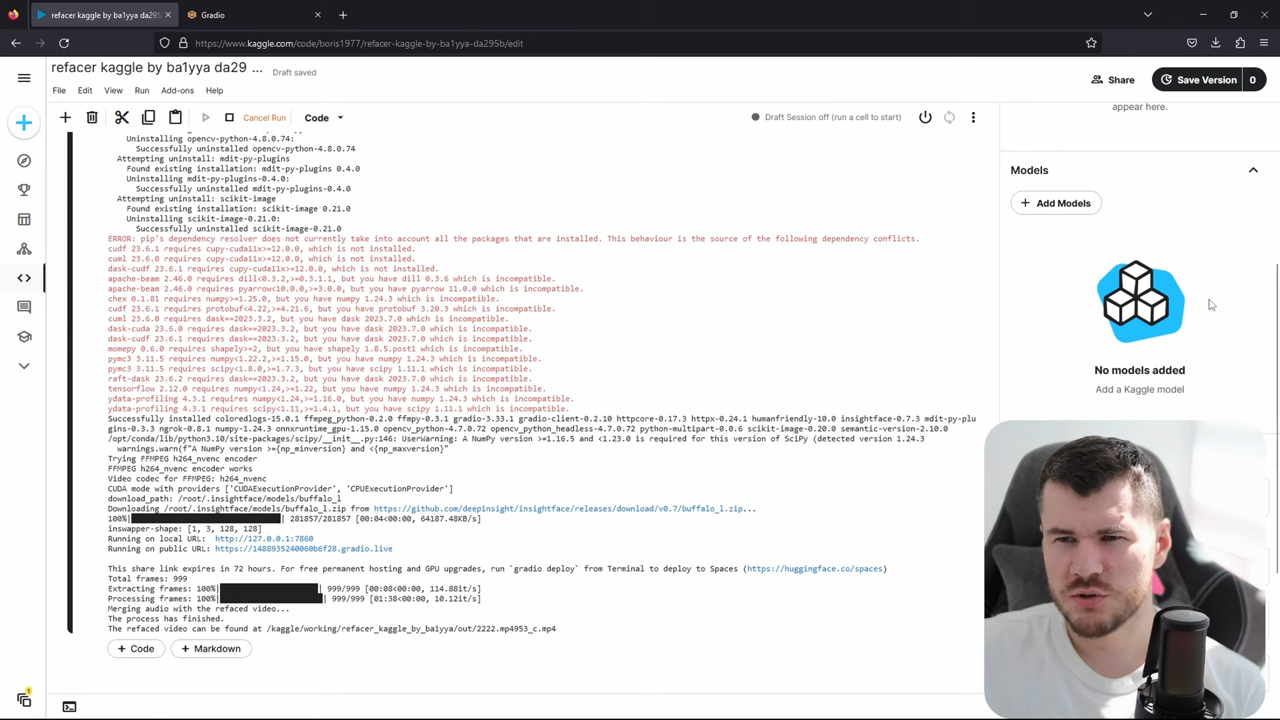 refacer kaggle by ba1yya da295
Gradio
https://www.kaggle.com/code/boris1977/refacer-kaggle-by-ba1yya-da295b/edit
refacer kaggle by ba1yya da29 ...
Draft saved
Share
Save Version
0
File
Edit
View
Run
Add-ons
Help
Cancel Run
Code
Draft Session off (run a cell to start)
appear here.
Uninstalling opencv-python-4.8.0.74:
Successfully uninstalled opencv-python-4.8.0.74
Attempting uninstall: mdit-py-plugins
Found existing installation: mdit-py-plugins 0.4.0
Uninstalling mdit-py-plugins-0.4.0:
Successfully uninstalled mdit-py-plugins-0.4.0
Attempting uninstall: scikit-image
Found existing installation: scikit-image 0.21.0
Uninstalling scikit-image-0.21.0:
Successfully uninstalled scikit-image-0.21.0
ERROR: pip's dependency resolver does not currently take into account all the packages that are installed. This behaviour is the source of the following dependency conflicts.
cudf 23.6.1 requires cupy-cuda11x>=12.0.0, which is not installed.
cuml 23.6.0 requires cupy-cuda11x>=12.0.0, which is not installed.
dask-cudf 23.6.1 requires cupy-cuda11x>=12.0.0, which is not installed.
apache-beam 2.46.0 requires dill<0.3.2,>=0.3.1.1, but you have dill 0.3.6 which is incompatible.
apache-beam 2.46.0 requires pyarrow<10.0.0,>=3.0.0, but you have pyarrow 11.0.0 which is incompatible.
chex 0.1.81 requires numpy>=1.25.0, but you have numpy 1.24.3 which is incompatible.
cudf 23.6.1 requires protobuf<4.22,>=4.21.6, but you have protobuf 3.20.3 which is incompatible.
cuml 23.6.0 requires dask==2023.3.2, but you have dask 2023.7.0 which is incompatible.
dask-cuda 23.6.0 requires dask==2023.3.2, but you have dask 2023.7.0 which is incompatible.
dask-cudf 23.6.1 requires dask==2023.3.2, but you have dask 2023.7.0 which is incompatible.
momepy 0.6.0 requires shapely>=2, but you have shapely 1.8.5.post1 which is incompatible.
pymc3 3.11.5 requires numpy<1.22.2,>=1.15.0, but you have numpy 1.24.3 which is incompatible.
pymc3 3.11.5 requires scipy<1.8.0,>=1.7.3, but you have scipy 1.11.1 which is incompatible.
raft-dask 23.6.2 requires dask==2023.3.2, but you have dask 2023.7.0 which is incompatible.
tensorflow 2.12.0 requires numpy<1.24,>=1.22, but you have numpy 1.24.3 which is incompatible.
ydata-profiling 4.3.1 requires numpy<1.24,>=1.16.0, but you have numpy 1.24.3 which is incompatible.
ydata-profiling 4.3.1 requires scipy<1.11,>=1.4.1, but you have scipy 1.11.1 which is incompatible.
Successfully installed coloredlogs-15.0.1 ffmpeg_python-0.2.0 ffmpy-0.3.1 gradio-3.33.1 gradio-client-0.2.10 httpcore-0.17.3 httpx-0.24.1 humanfriendly-10.0 insightface-0.7.3 mdit-py-plu
gins-0.3.3 ngrok-0.8.1 numpy-1.24.3 onnxruntime_gpu-1.15.0 opencv_python-4.7.0.72 opencv_python_headless-4.7.0.72 python-multipart-0.0.6 scikit-image-0.20.0 semantic-version-2.10.0
/opt/conda/lib/python3.10/site-packages/scipy/__init__.py:146: UserWarning: A NumPy version >=1.16.5 and <1.23.0 is required for this version of SciPy (detected version 1.24.3
warnings.warn(f"A NumPy version >={np_minversion} and <{np_maxversion}"
Trying FFMPEG h264_nvenc encoder
FFMPEG h264_nvenc encoder works
Video codec for FFMPEG: h264_nvenc
CUDA mode with providers ['CUDAExecutionProvider', 'CPUExecutionProvider']
download_path: /root/.insightface/models/buffalo_l
Downloading /root/.insightface/models/buffalo_l.zip from https://github.com/deepinsight/insightface/releases/download/v0.7/buffalo_l.zip...
100%| | 281857/281857 [00:04<00:00, 64187.48KB/s]
inswapper-shape: [1, 3, 128, 128]
Running on local URL: http://127.0.0.1:7860
Running on public URL: https://1488935240060b6f28.gradio.live
This share link expires in 72 hours. For free permanent hosting and GPU upgrades, run `gradio deploy` from Terminal to deploy to Spaces (https://huggingface.co/spaces)
Total frames: 999
Extracting frames: 100%| | 999/999 [00:08<00:00, 114.88it/s]
Processing frames: 100%| | 999/999 [01:38<00:00, 10.12it/s]
Merging audio with the refaced video...
The process has finished.
The refaced video can be found at /kaggle/working/refacer_kaggle_by_ba1yya/out/2222.mp4953_c.mp4
+ Code
+ Markdown
Models
+ Add Models
No models added
Add a Kaggle model
1